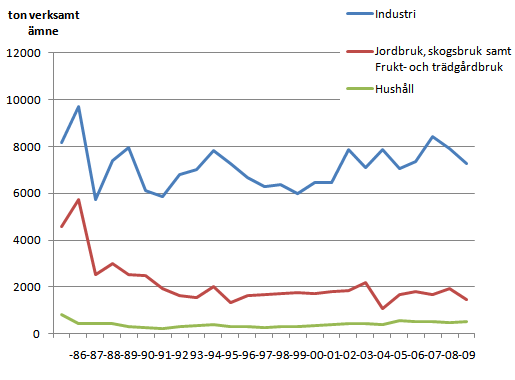 ton verksamt
ämne
Industri
Jordbruk, skogsbruk samt
Frukt- och trädgårdbruk
Hushåll
12000
10000
8000
6000
4000
2000
0
-86-87-88-89-90-91-92-93-94-95-96-97-98-99-00-01-02-03-04-05-06-07-08-09